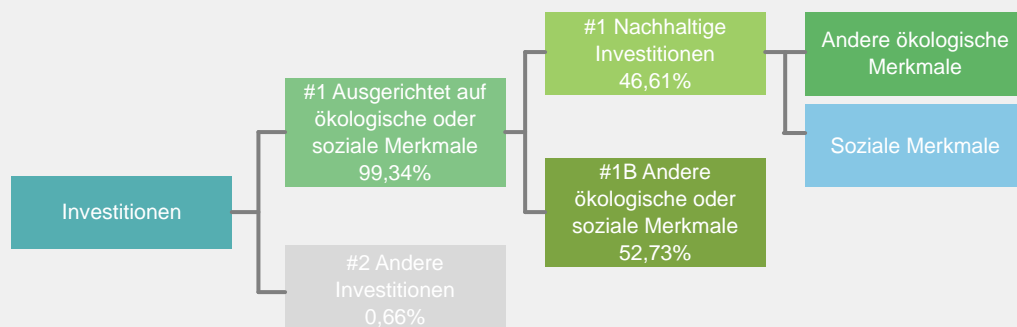 Investitionen
#1 Ausgerichtet auf
ökologische oder
soziale Merkmale
99,34%
#2 Andere
Investitionen
0,66%
#1 Nachhaltige
Investitionen
46,61%
#1B Andere
ökologische oder
soziale Merkmale
52,73%
Andere ökologische
Merkmale
Soziale Merkmale